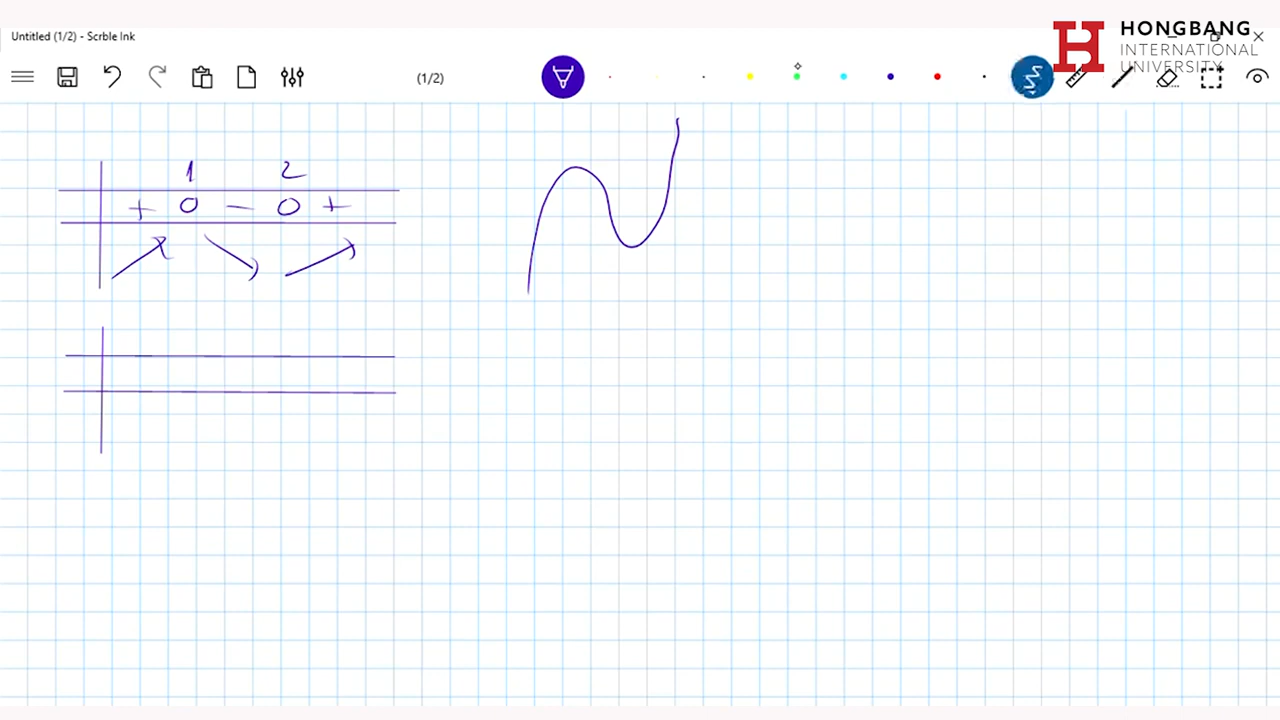 Untitled (1/2) - Scrble Ink
HONGBANG
INTERNATIONAL
UNIVERSITY
(1/2)
1 2
+ 0 - 0 +